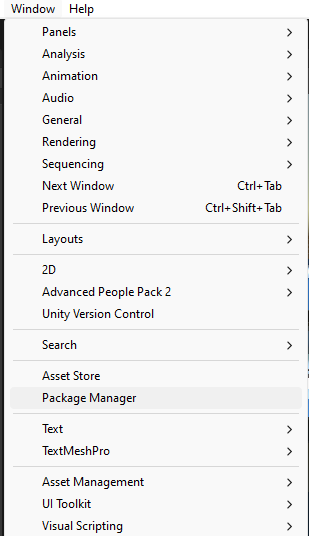 Window Help
Panels
Analysis
Animation
Audio
General
Rendering
Sequencing
Next Window Ctrl+Tab
Previous Window Ctrl+Shift+Tab
Layouts
2D
Advanced People Pack 2
Unity Version Control
Search
Asset Store
Package Manager
Text
TextMeshPro
Asset Management
UI Toolkit
Visual Scripting